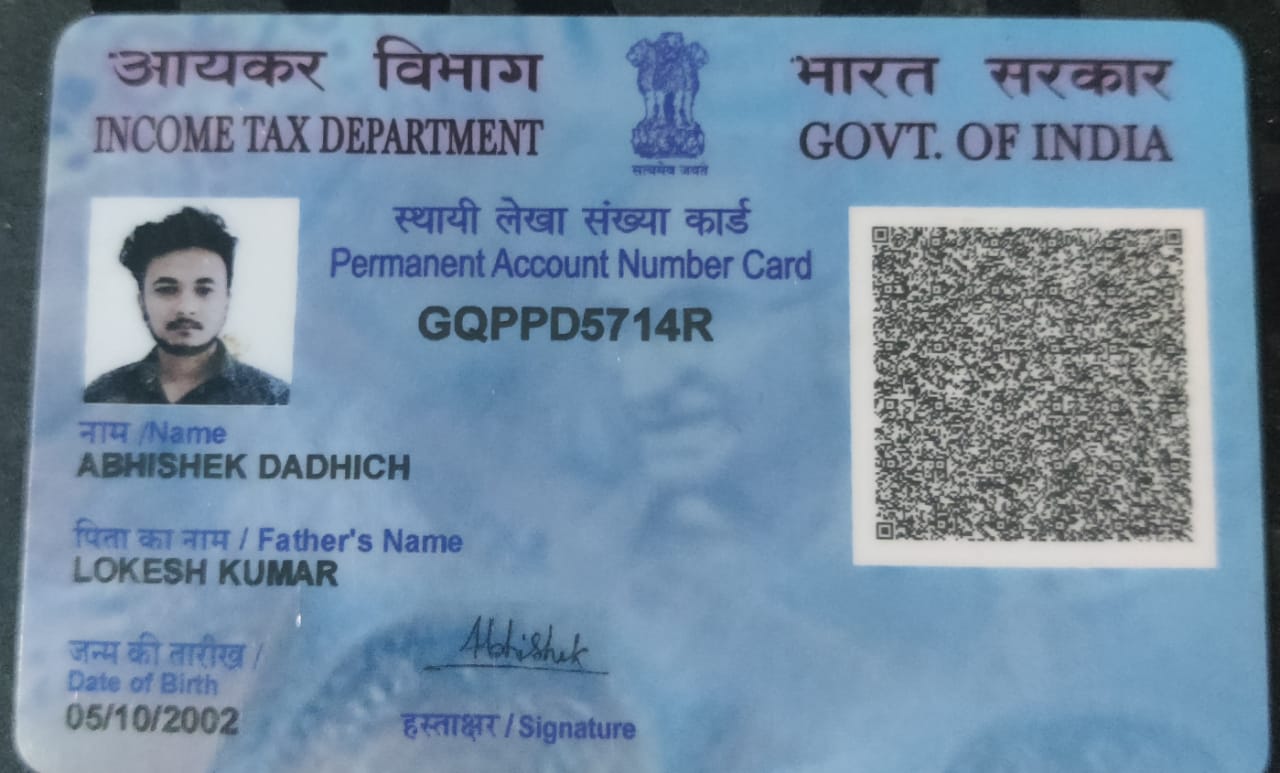 आयकर विभाग
INCOME TAX DEPARTMENT
सत्यमेव जयते
भारत सरकार
GOVT. OF INDIA
स्थायी लेखा संख्या कार्ड
Permanent Account Number Card
GQPPD5714R
नाम /Name
ABHISHEK DADHICH
पिता का नाम / Father's Name
LOKESH KUMAR
जन्म की तारीख /
Date of Birth
05/10/2002
Abhishek
हस्ताक्षर / Signature